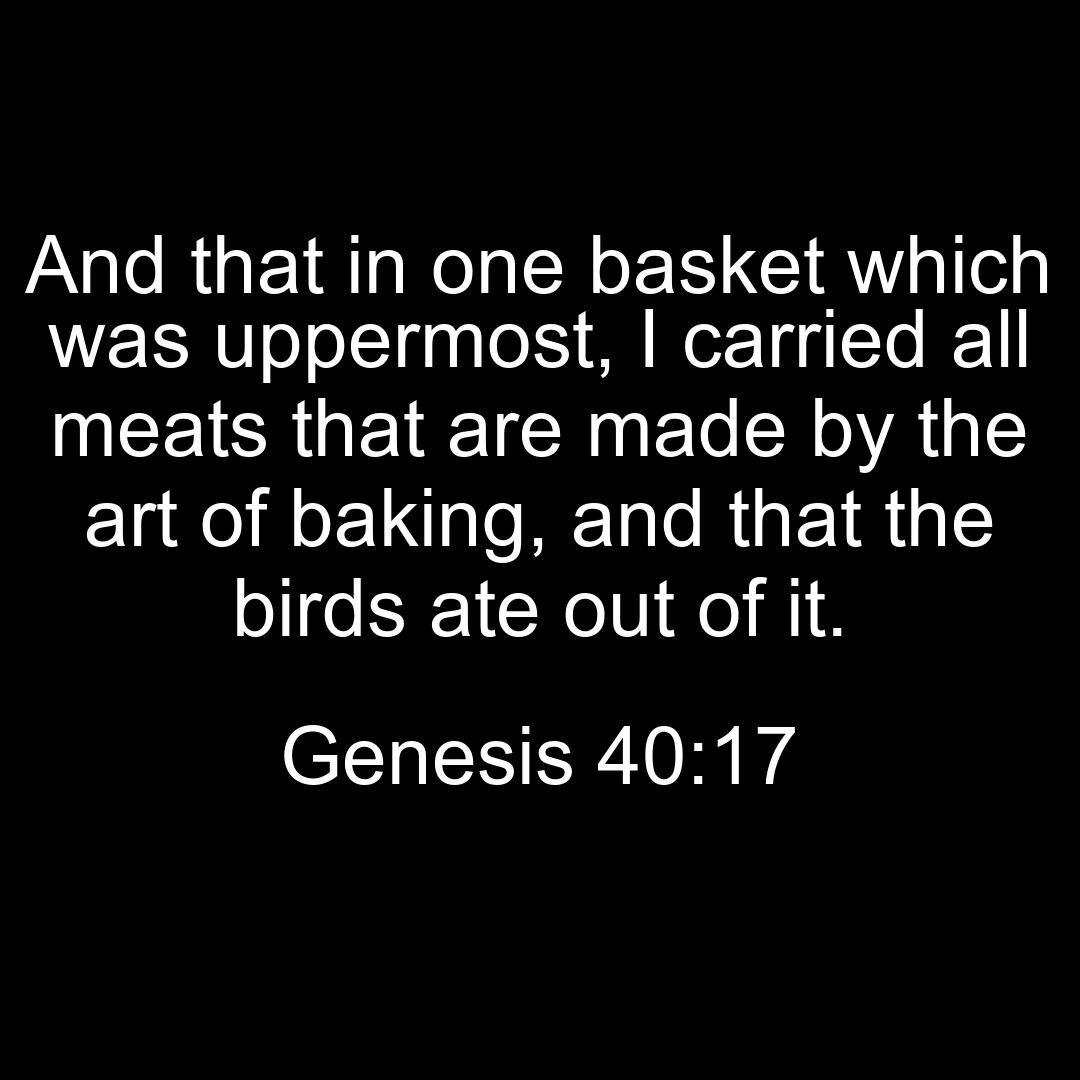 And that in one basket which
was uppermost, I carried all
meats that are made by the
art of baking, and that the
birds ate out of it.
Genesis 40:17